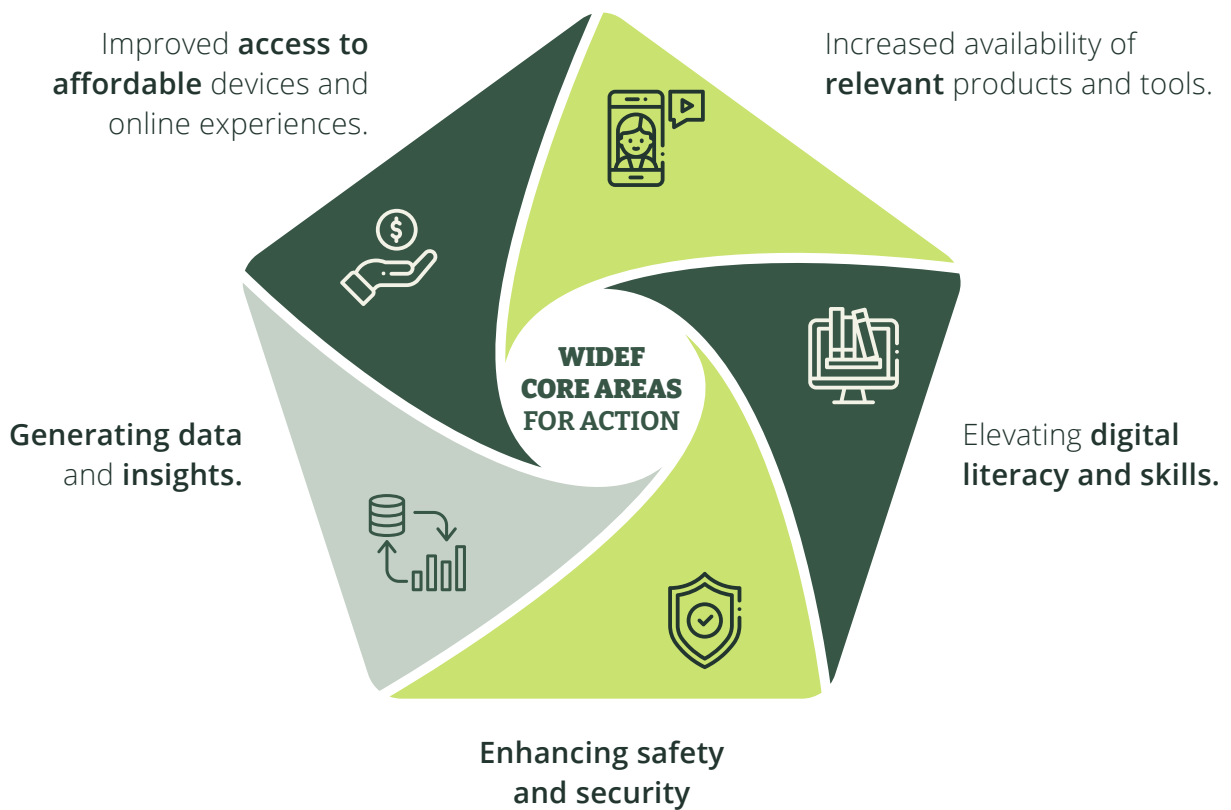 Improved access to
affordable devices and
online experiences.
Increased availability of
relevant products and tools.
WIDEF
CORE AREAS
FOR ACTION
Generating data
and insights.
Elevating digital
literacy and skills.
Enhancing safety
and security